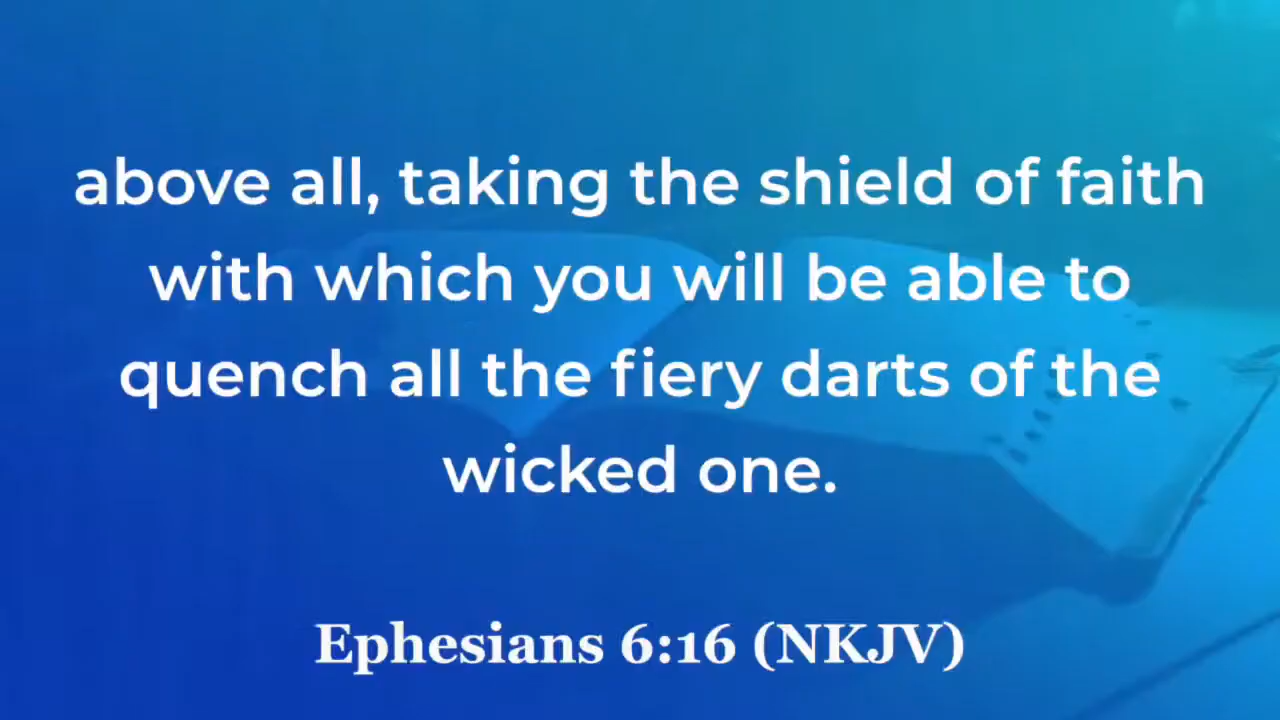 above all, taking the shield of faith
with which you will be able to
quench all the fiery darts of the
wicked one.
Ephesians 6:16 (NKJV)